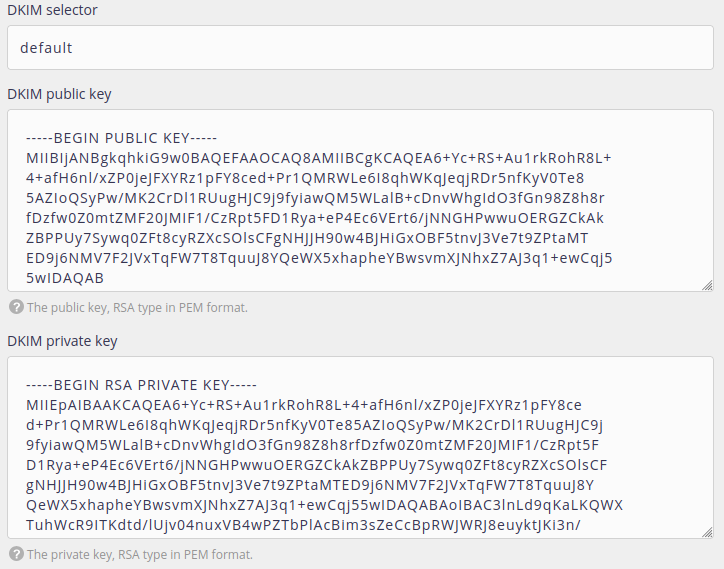 DKIM selector
default
DKIM public key
-----BEGIN PUBLIC KEY-----
MIIBIjANBgkqhkiG9w0BAQEFAAOCAQ8AMIIBCgKCAQEA6+Yc+RS+Au1rkRohR8L+
4+afH6nl/xZP0jeJFXYRz1pFY8ced+Pr1QMRWLe6I8qhWKqJeqjRDr5nfKyV0Te8
5AZIoQSyPw/MK2CrDl1RUugHJC9j9fyiawQM5WLalB+cDnvWhgIdO3fGn98Z8h8r
fDzfw0Z0mtZMF20JMIF1/CzRpt5FD1Rya+eP4Ec6VErt6/jNNGHPwwuOERGZCkAk
ZBPPUy7Sywq0ZFt8cyRZXcSOlsCFgNHJJH90w4BJHiGxOBF5tnvJ3Ve7t9ZPtaMT
ED9j6NMV7F2JVxTqFW7T8TquuJ8YQeWX5xhapheYBwsvmXJNhxZ7AJ3q1+ewCqj5
5wIDAQAB
The public key, RSA type in PEM format.
DKIM private key
-----BEGIN RSA PRIVATE KEY-----
MIIEpAIBAAKCAQEA6+Yc+RS+Au1rkRohR8L+4+afH6nl/xZP0jeJFXYRz1pFY8ce
d+Pr1QMRWLe6I8qhWKqJeqjRDr5nfKyV0Te85AZIoQSyPw/MK2CrDl1RUugHJC9j
9fyiawQM5WLalB+cDnvWhgIdO3fGn98Z8h8rfDzfw0Z0mtZMF20JMIF1/CzRpt5F
D1Rya+eP4Ec6VErt6/jNNGHPwwuOERGZCkAkZBPPUy7Sywq0ZFt8cyRZXcSOlsCF
gNHJJH90w4BJHiGxOBF5tnvJ3Ve7t9ZPtaMTED9j6NMV7F2JVxTqFW7T8TquuJ8Y
QeWX5xhapheYBwsvmXJNhxZ7AJ3q1+ewCqj55wIDAQABAoIBAC3lnLd9qKaLKQWX
TuhWcR9ITKdtd/lUjv04nuxVB4wPZTbPlAcBim3sZeCcBpRWJWRJ8euyktJKi3n/
The private key, RSA type in PEM format.